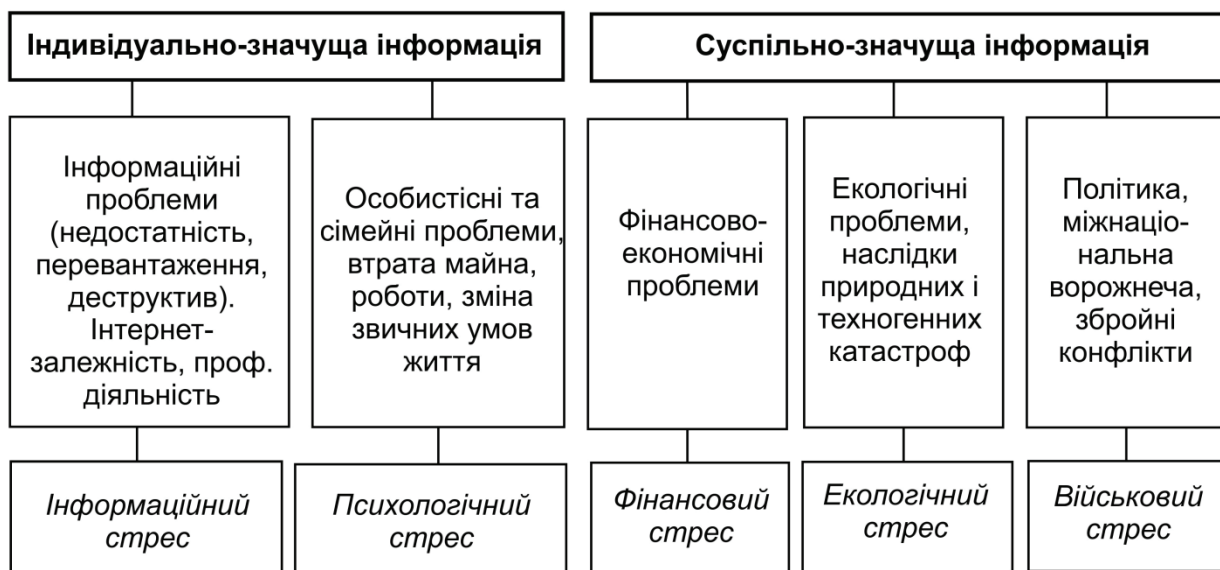 Індивідуально-значуща інформація
Суспільно-значуща інформація
Інформаційні
проблеми
(недостатність,
перевантаження,
деструктив).
Інтернет-
залежність, проф.
діяльність
Особистісні та
сімейні проблеми,
втрата майна,
роботи, зміна
звичних умов
життя
Фінансово-
економічні
проблеми
Екологічні
проблеми,
наслідки
природних і
техногенних
катастроф
Політика,
міжнаціо-
нальна
ворожнеча,
збройні
конфлікти
Інформаційний
стрес
Психологічний
стрес
Фінансовий
стрес
Екологічний
стрес
Військовий
стрес